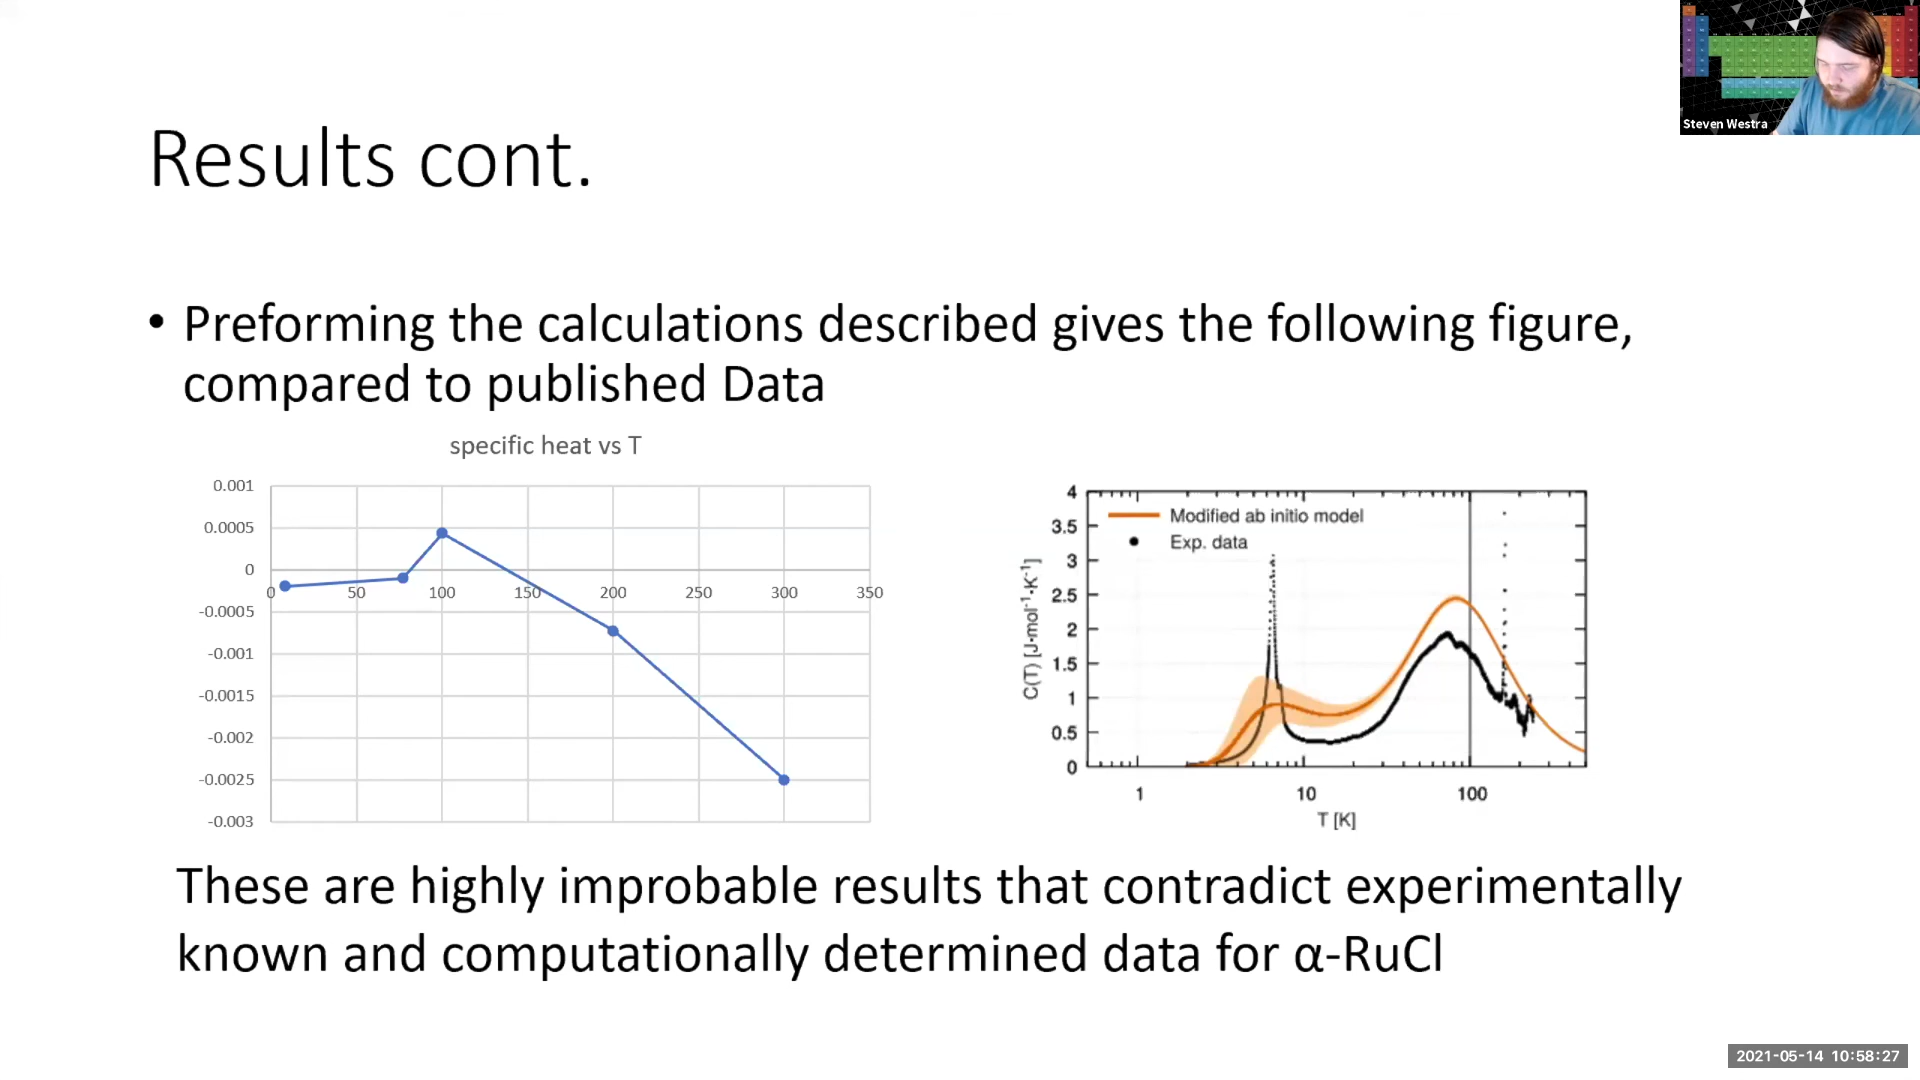 Steven Westra
Results cont.
• Preforming the calculations described gives the following figure,
compared to published Data
specific heat vs T
0.001
0.0005
0
-0.0005
-0.001
-0.0015
-0.002
-0.0025
-0.003
0 50 100 150 200 250 300 350
Modified ab initio model
Exp. data
C(T) [J·mol⁻¹·K⁻¹]
4
3.5
3
2.5
2
1.5
1
0.5
0
1 10 100
T [K]
These are highly improbable results that contradict experimentally
known and computationally determined data for α-RuCl
2021-05-14 10:58:27